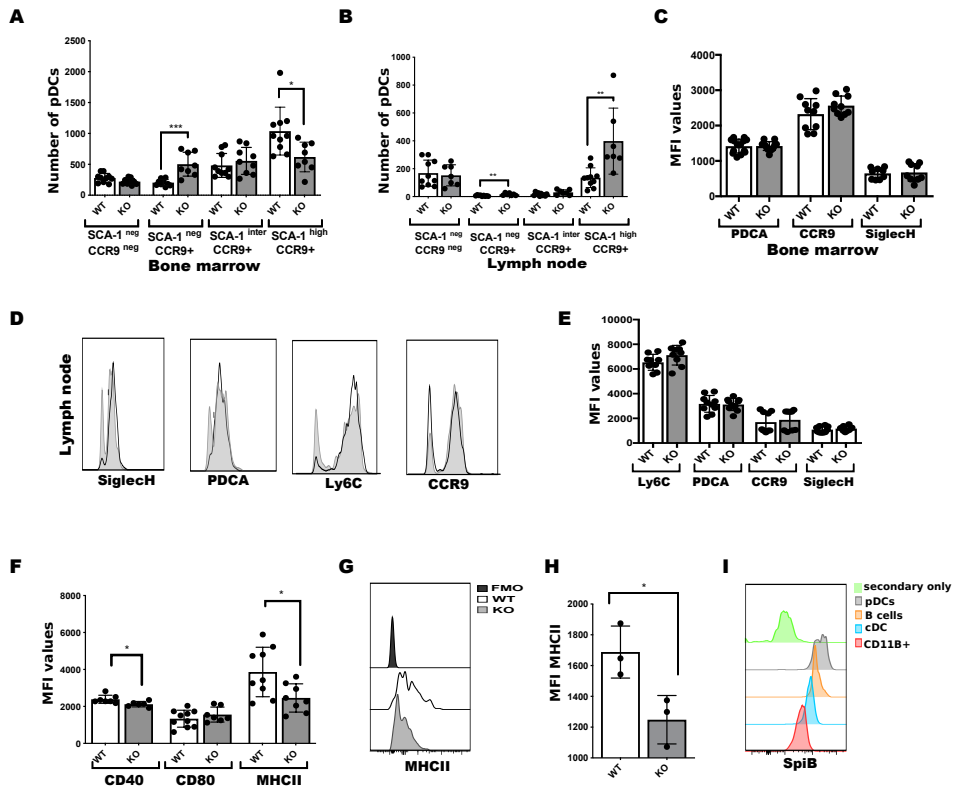 A
Number of pDCs
2500
2000
1500
1000
500
0
***
*
WT KO WT KO WT KO WT KO
SCA-1 neg SCA-1 neg SCA-1 inter SCA-1 high
CCR9 neg CCR9+ CCR9+ CCR9+
Bone marrow
B
Number of pDCs
1000
800
600
400
200
0
**
**
WT KO WT KO WT KO WT KO
SCA-1 neg SCA-1 neg SCA-1 inter SCA-1 high
CCR9 neg CCR9+ CCR9+ CCR9+
Lymph node
C
MFI values
4000
3000
2000
1000
0
WT KO WT KO WT KO
PDCA CCR9 SiglecH
Bone marrow
D
Lymph node
SiglecH PDCA Ly6C CCR9
E
MFI values
10000
8000
6000
4000
2000
0
WT KO WT KO WT KO WT KO
Ly6C PDCA CCR9 SiglecH
F
MFI values
8000
6000
4000
2000
0
*
*
WT KO WT KO WT KO
CD40 CD80 MHCII
G
FMO
WT
KO
MHCII
H
MFI MHCII
2000
1800
1600
1400
1200
1000
*
WT KO
I
secondary only
pDCs
B cells
cDC
CD11B+
SpiB